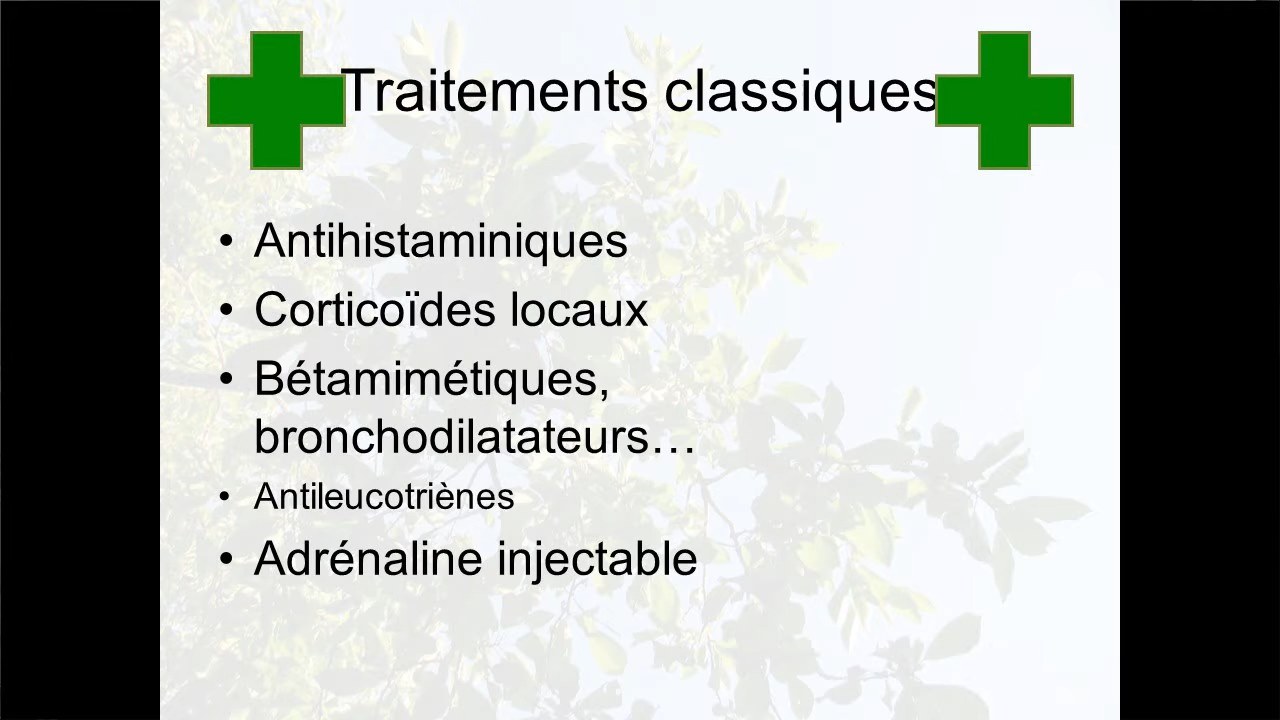 Traitements classiques
• Antihistaminiques
• Corticoïdes locaux
• Bétamimétiques,
bronchodilatateurs…
• Antileucotriènes
• Adrénaline injectable